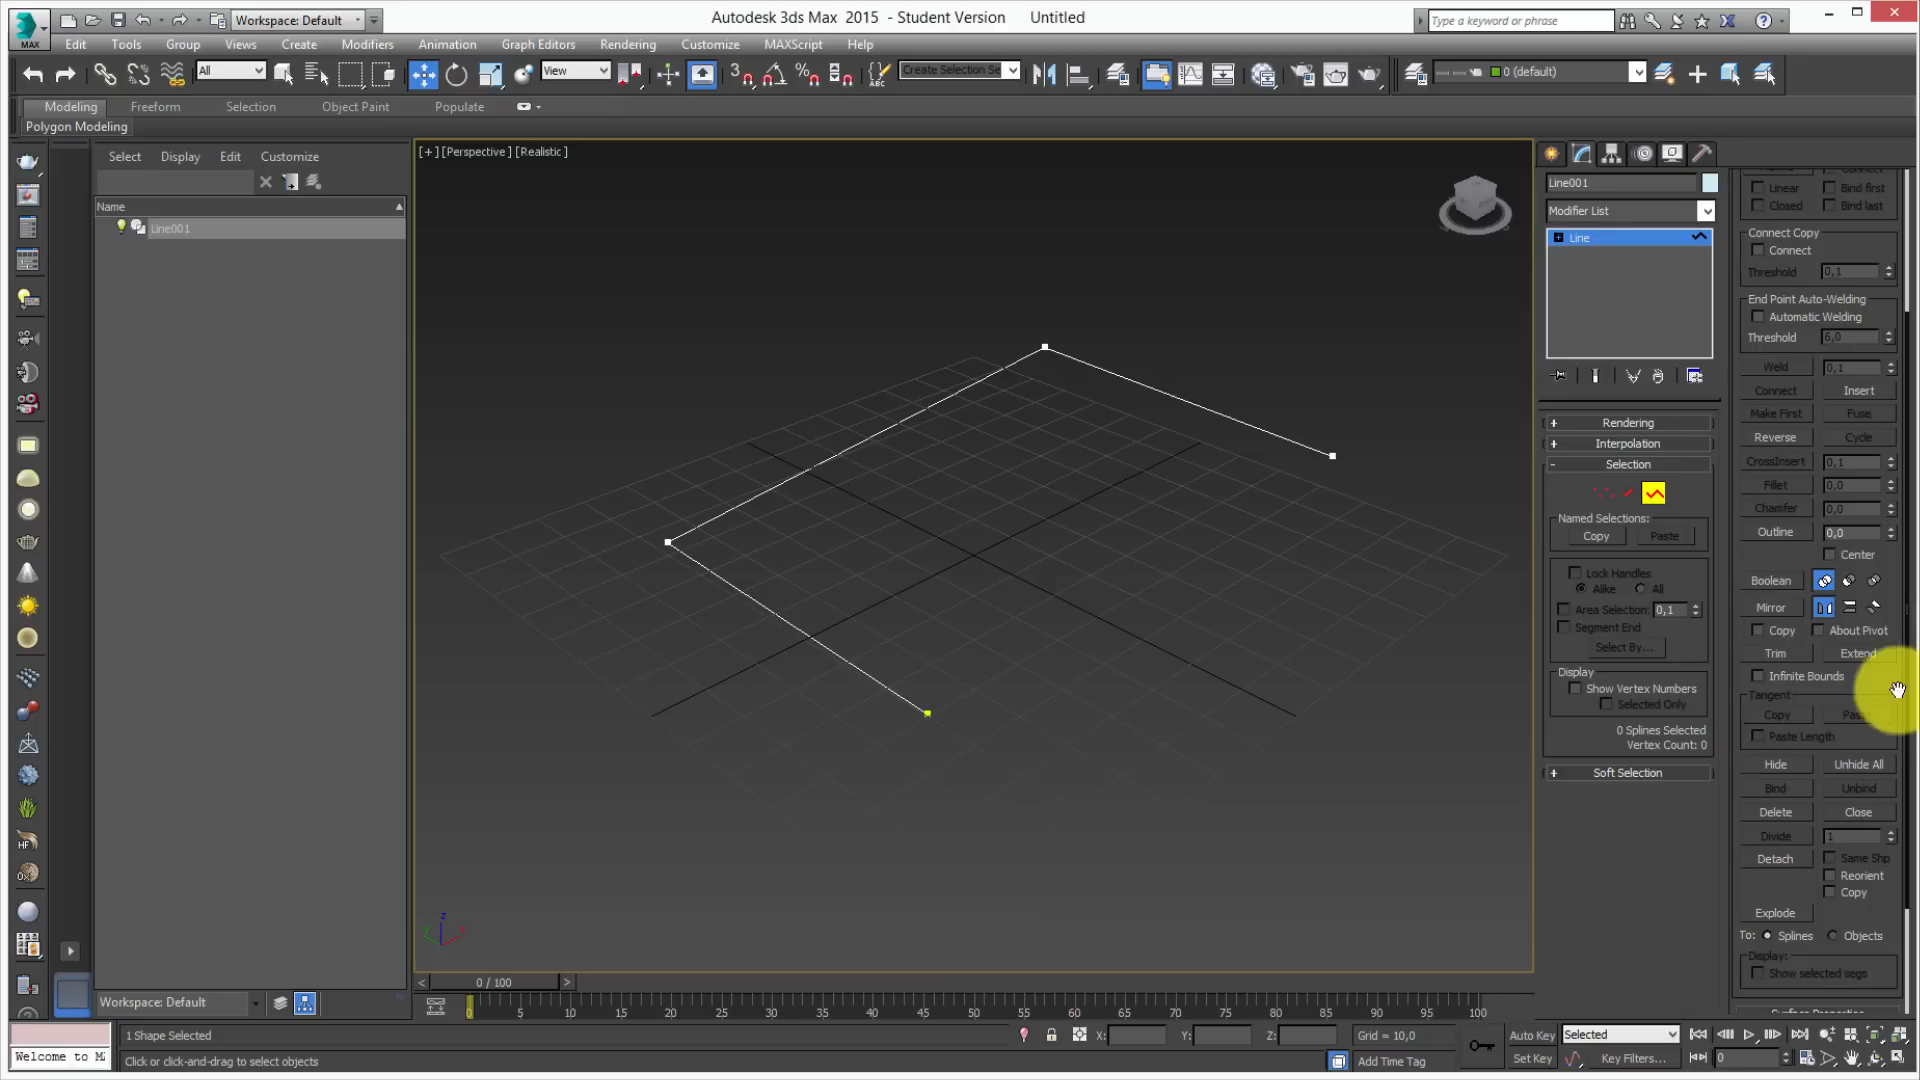 Workspace: Default
Autodesk 3ds Max 2015 - Student Version Untitled
Type a keyword or phrase
MAX
Edit Tools Group Views Create Modifiers Animation Graph Editors Rendering Customize MAXScript Help
All
View
3
ABC
Create Selection Se
0 (default)
Modeling Freeform Selection Object Paint Populate
Polygon Modeling
Select Display Edit Customize
[+] [Perspective] [Realistic]
Name
Line001
Line001
Modifier List
Line
Rendering
Interpolation
Selection
Named Selections:
Copy Paste
Lock Handles
Alike All
Area Selection: 0,1
Segment End
Select By...
Display
Show Vertex Numbers
Selected Only
0 Splines Selected
Vertex Count: 0
Soft Selection
Linear Bind first
Closed Bind last
Connect Copy
Connect
Threshold 0,1
End Point Auto-Welding
Automatic Welding
Threshold 6,0
Weld 0,1
Connect Insert
Make First Fuse
Reverse Cycle
CrossInsert 0,1
Fillet 0,0
Chamfer 0,0
Outline 0,0
Center
Boolean
Mirror
Copy About Pivot
Trim Extend
Infinite Bounds
Tangent
Copy
Paste Length
Hide Unhide All
Bind Unbind
Delete Close
Divide 1
Detach Same Shp
Reorient
Copy
Explode
To: Splines Objects
Display:
Show selected segs
z
HF
< 0 / 100 >
Workspace: Default
0 5 10 15 20 25 30 35 40 45 50 55 60 65 70 75 80 85 90 95 100
1 Shape Selected
X: Y: Z: Grid = 10,0
Auto Key Selected
Welcome to
Click or click-and-drag to select objects
Add Time Tag
Set Key Key Filters... 0